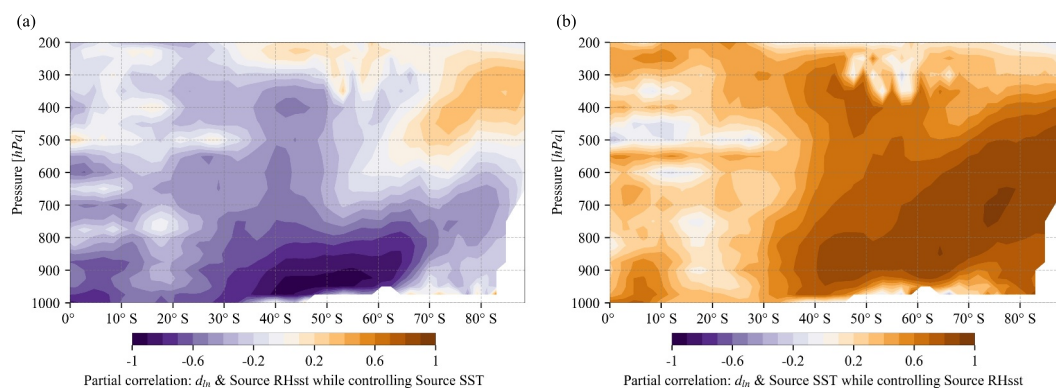 (a)
(b)
Pressure [hPa]
200
300
400
500
600
700
800
900
1000
0°
10° S
20° S
30° S
40° S
50° S
60° S
70° S
80° S
-1
-0.6
-0.2
0.2
0.6
1
Partial correlation: d_ln & Source RHsst while controlling Source SST
Pressure [hPa]
200
300
400
500
600
700
800
900
1000
0°
10° S
20° S
30° S
40° S
50° S
60° S
70° S
80° S
-1
-0.6
-0.2
0.2
0.6
1
Partial correlation: d_ln & Source SST while controlling Source RHsst